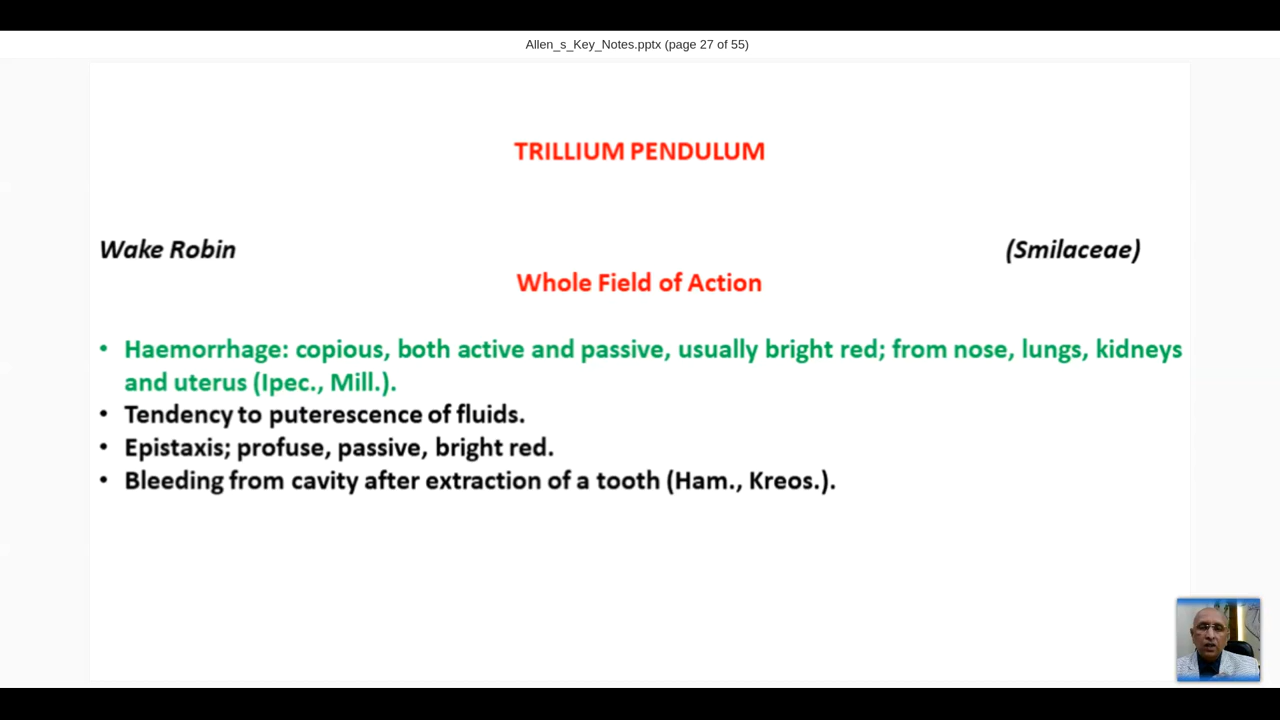 Allen_s_Key_Notes.pptx (page 27 of 55)
TRILLIUM PENDULUM
Wake Robin (Smilaceae)
Whole Field of Action
• Haemorrhage: copious, both active and passive, usually bright red; from nose, lungs, kidneys
and uterus (Ipec., Mill.).
• Tendency to puterescence of fluids.
• Epistaxis; profuse, passive, bright red.
• Bleeding from cavity after extraction of a tooth (Ham., Kreos.).